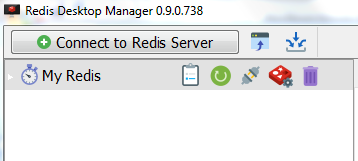 Redis Desktop Manager 0.9.0.738
Connect to Redis Server
My Redis